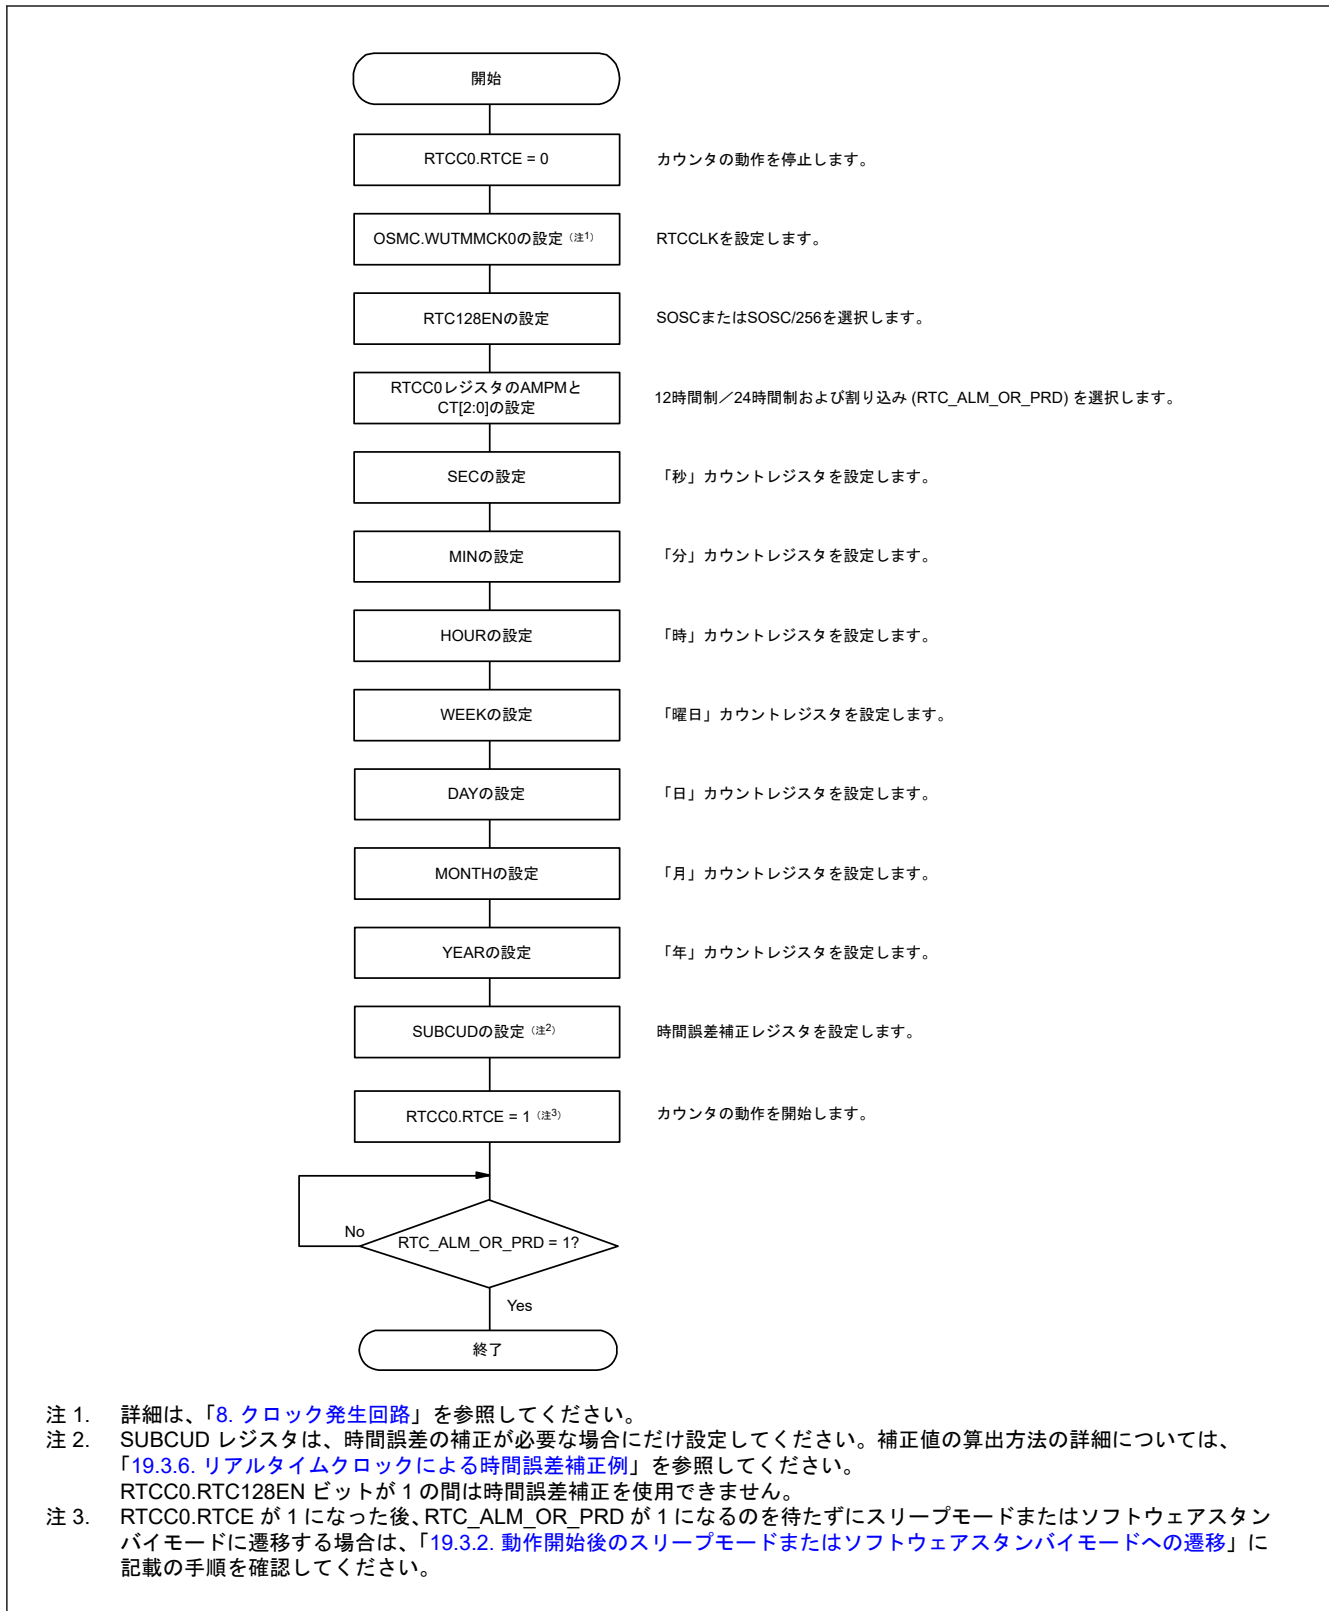 開始
RTCC0.RTCE = 0
カウンタの動作を停止します。
OSMC.WUTMMCK0の設定（注1）
RTCCLKを設定します。
RTC128ENの設定
SOSCまたはSOSC/256を選択します。
RTCC0レジスタのAMPMと
CT[2:0]の設定
12時間制／24時間制および割り込み (RTC_ALM_OR_PRD) を選択します。
SECの設定
「秒」カウントレジスタを設定します。
MINの設定
「分」カウントレジスタを設定します。
HOURの設定
「時」カウントレジスタを設定します。
WEEKの設定
「曜日」カウントレジスタを設定します。
DAYの設定
「日」カウントレジスタを設定します。
MONTHの設定
「月」カウントレジスタを設定します。
YEARの設定
「年」カウントレジスタを設定します。
SUBCUDの設定（注2）
時間誤差補正レジスタを設定します。
RTCC0.RTCE = 1（注3）
カウンタの動作を開始します。
No
RTC_ALM_OR_PRD = 1?
Yes
終了
注 1. 詳細は、「8. クロック発生回路」を参照してください。
注 2. SUBCUD レジスタは、時間誤差の補正が必要な場合にだけ設定してください。補正値の算出方法の詳細については、
「19.3.6. リアルタイムクロックによる時間誤差補正例」を参照してください。
RTCC0.RTC128EN ビットが 1 の間は時間誤差補正を使用できません。
注 3. RTCC0.RTCE が 1 になった後、RTC_ALM_OR_PRD が 1 になるのを待たずにスリープモードまたはソフトウェアスタン
バイモードに遷移する場合は、「19.3.2. 動作開始後のスリープモードまたはソフトウェアスタンバイモードへの遷移」に
記載の手順を確認してください。